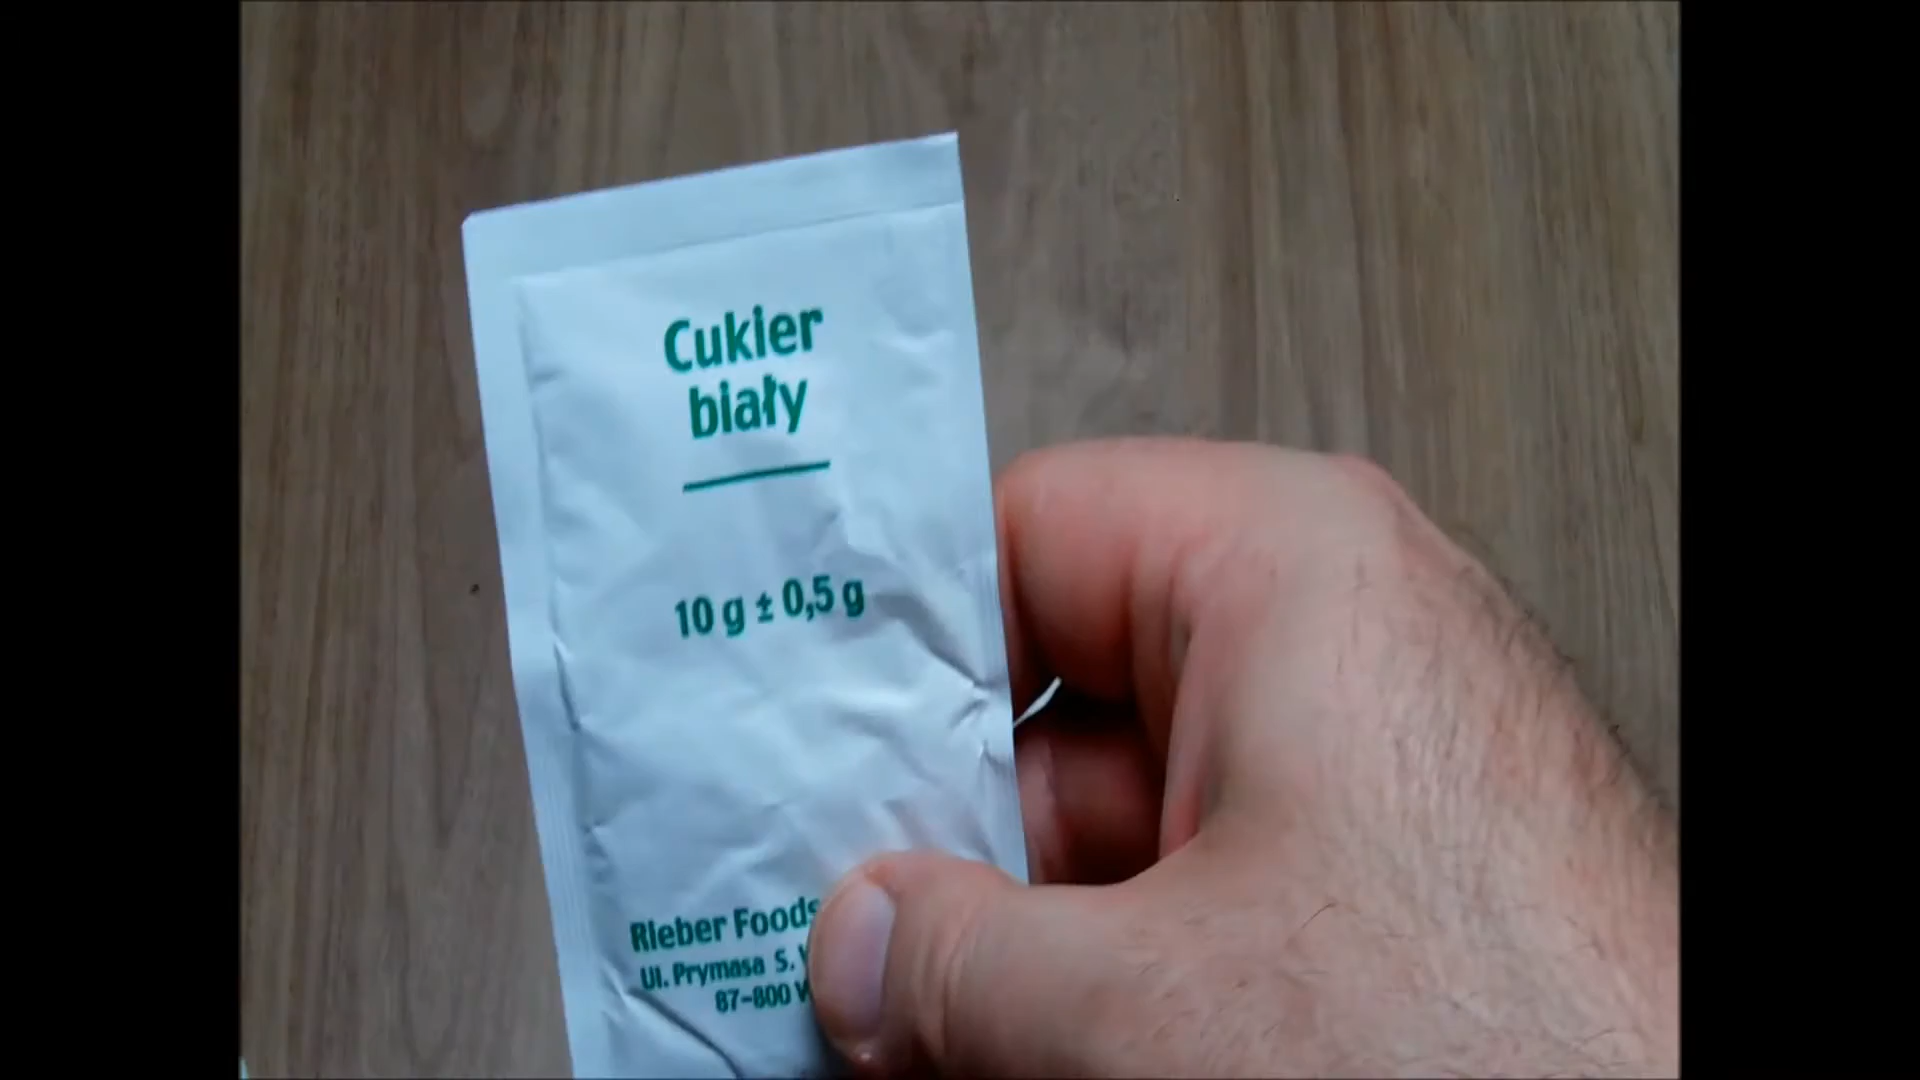 Cukier
biały
10 g ± 0,5 g
Rieber Foods
Ul. Prymasa S.
87-800